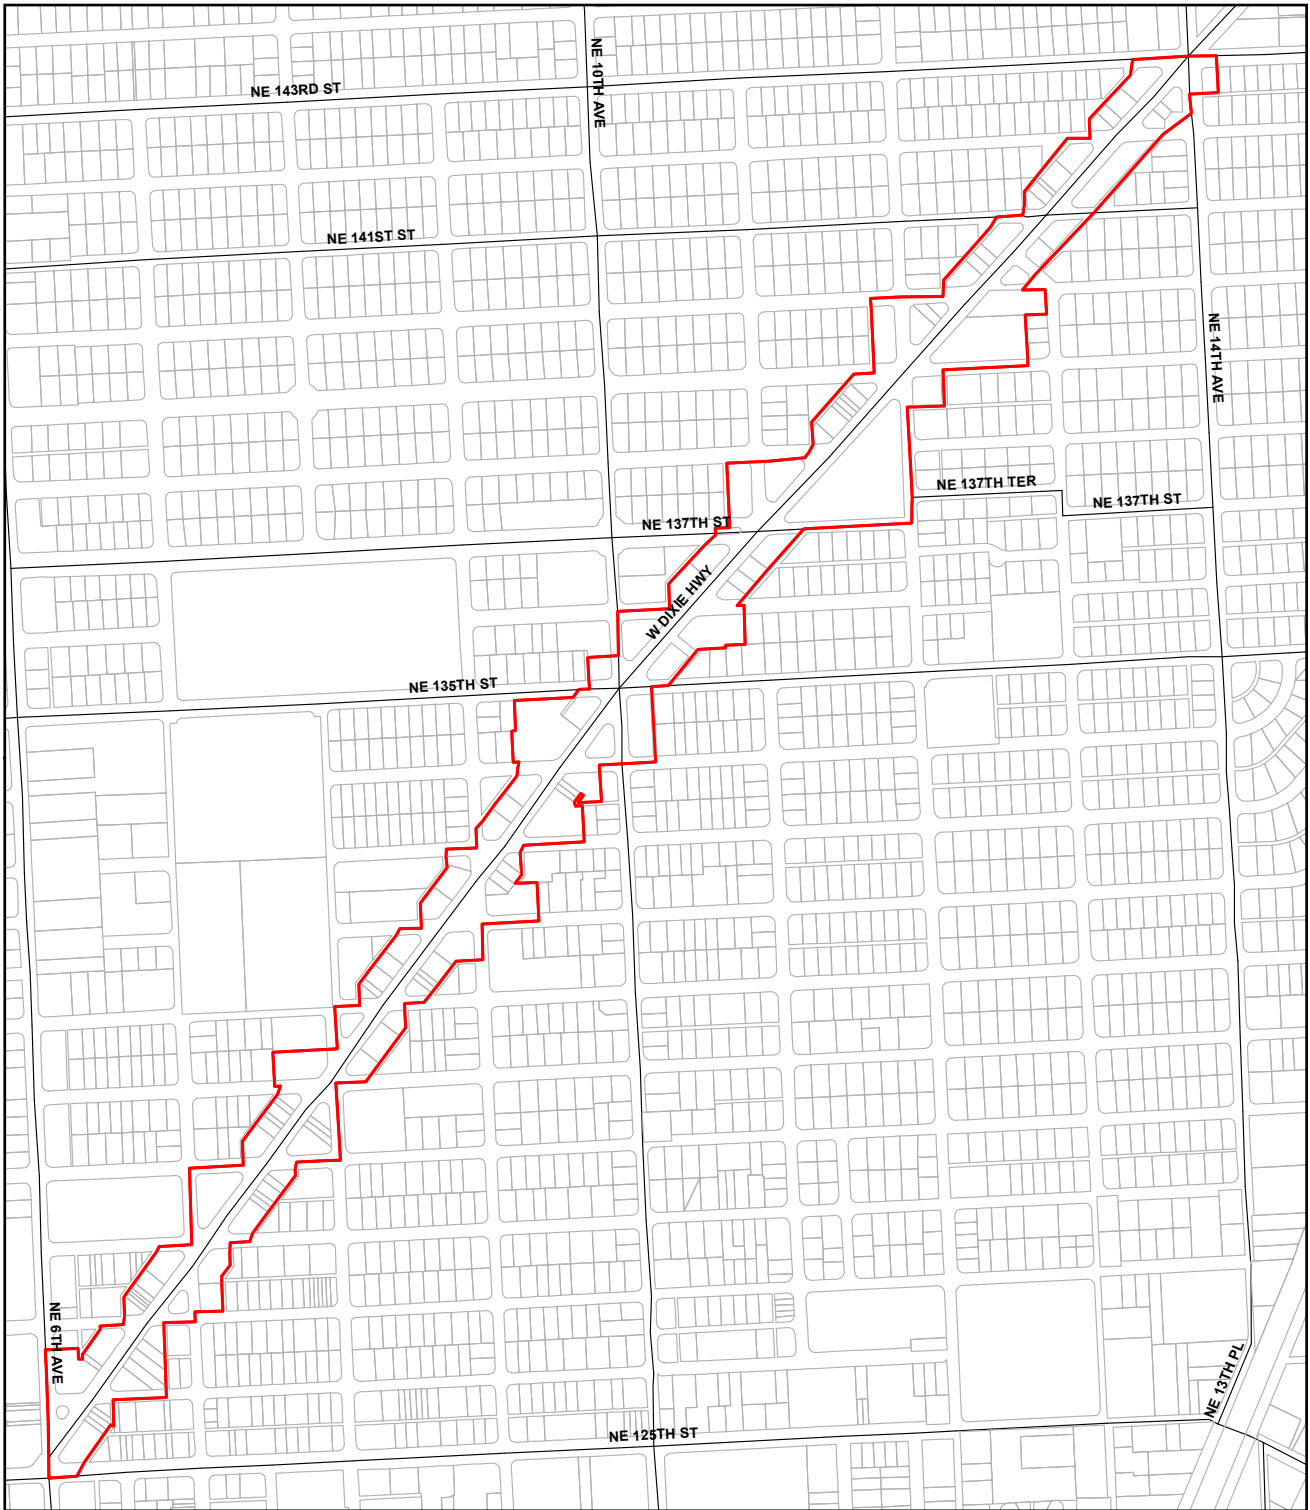 NE 10TH AVE
NE 143RD ST
NE 141ST ST
NE 14TH AVE
NE 137TH TER
NE 137TH ST
NE 137TH ST
W DIXIE HWY
NE 135TH ST
NE 6TH AVE
NE 13TH PL
NE 125TH ST